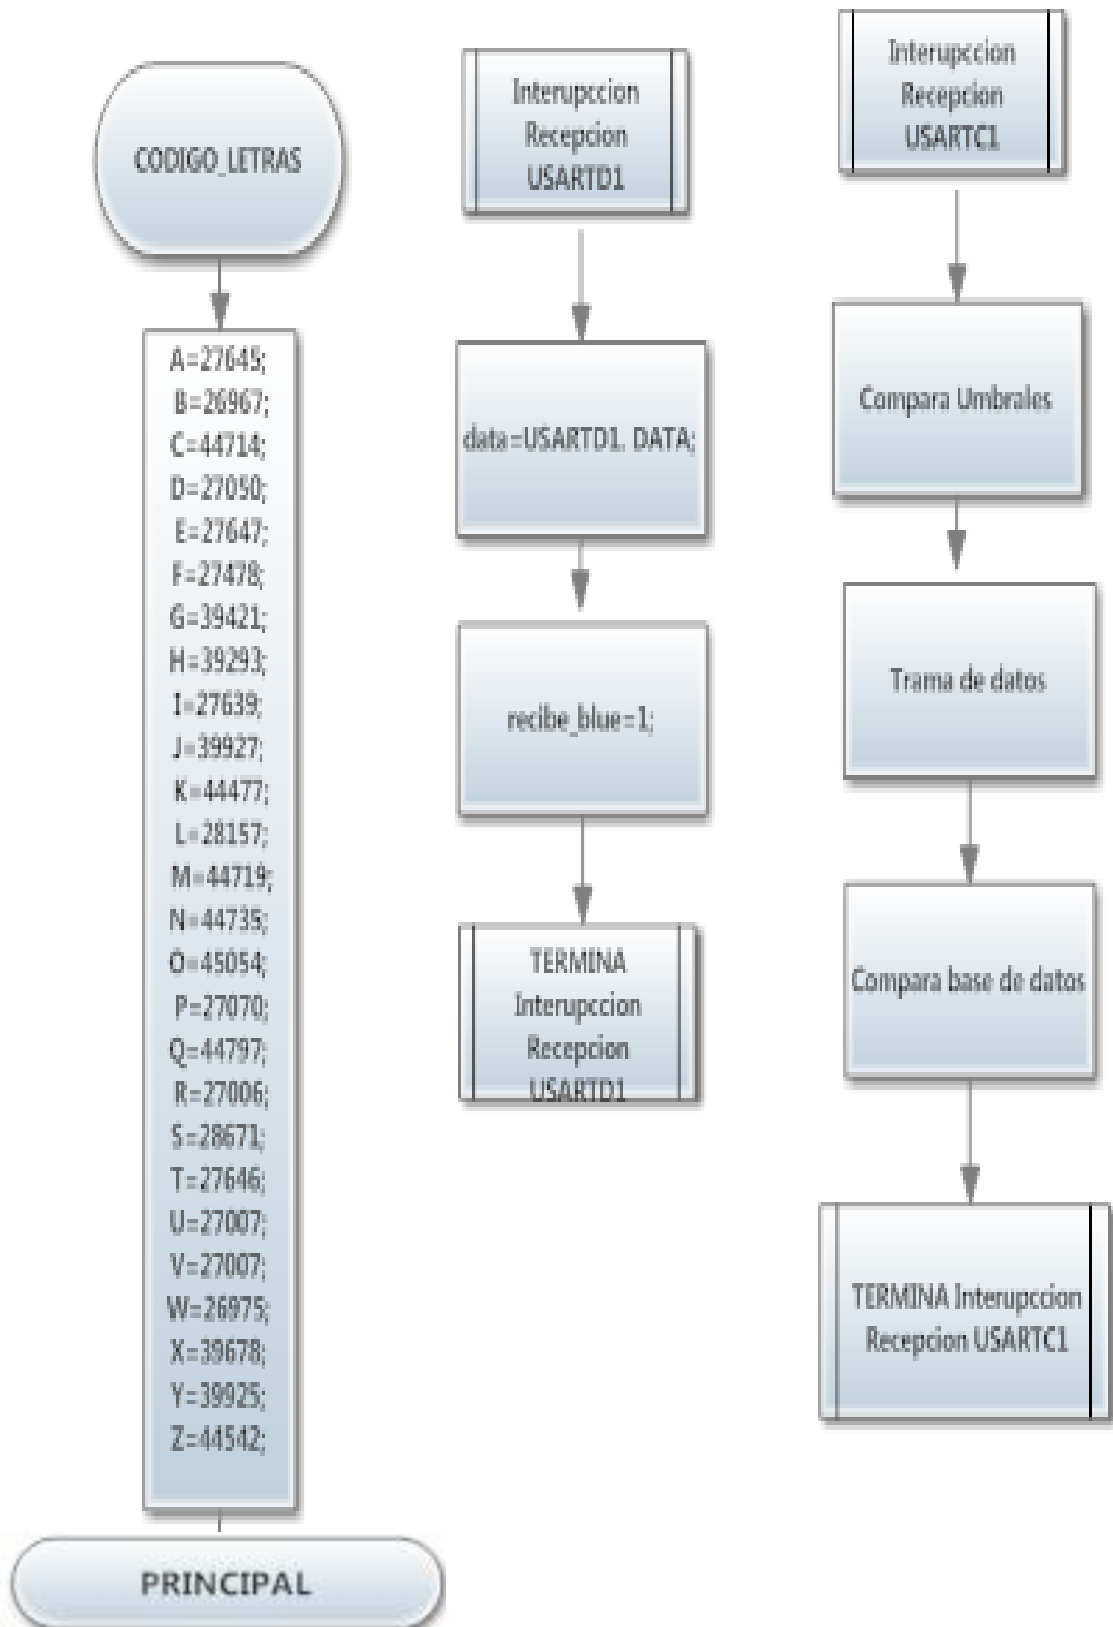 CODIGO_LETRAS
A=27645;
B=26967;
C=44714;
D=27050;
E=27647;
F=27478;
G=39421;
H=39293;
I=27639;
J=39927;
K=44477;
L=28157;
M=44719;
N=44735;
O=45054;
P=27070;
Q=44797;
R=27006;
S=28671;
T=27646;
U=27007;
V=27007;
W=26975;
X=39678;
Y=39925;
Z=44542;
PRINCIPAL
Interupccion
Recepcion
USARTD1
data=USARTD1. DATA;
recibe_blue=1;
TERMINA
Interupccion
Recepcion
USARTD1
Interupccion
Recepcion
USARTC1
Compara Umbrales
Trama de datos
Compara base de datos
TERMINA Interupccion
Recepcion USARTC1